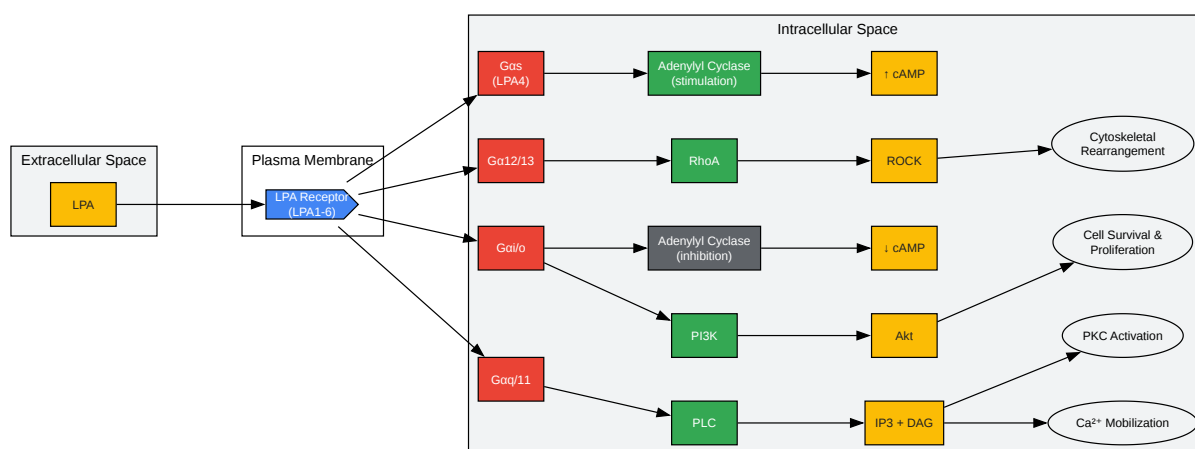 Intracellular Space
Gαs
(LPA4)
Adenylyl Cyclase
(stimulation)
↑ cAMP
Extracellular Space
LPA
Plasma Membrane
LPA Receptor
(LPA1-6)
Gα12/13
RhoA
ROCK
Cytoskeletal
Rearrangement
Gαi/o
Adenylyl Cyclase
(inhibition)
↓ cAMP
Cell Survival &
Proliferation
PI3K
Akt
PKC Activation
Gαq/11
PLC
IP3 + DAG
Ca²⁺ Mobilization